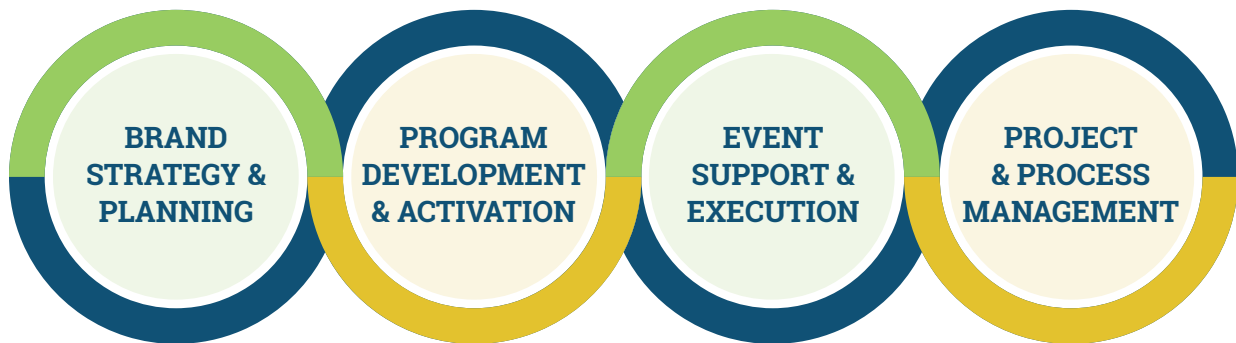 BRAND
STRATEGY &
PLANNING
PROGRAM
DEVELOPMENT
& ACTIVATION
EVENT
SUPPORT &
EXECUTION
PROJECT
& PROCESS
MANAGEMENT